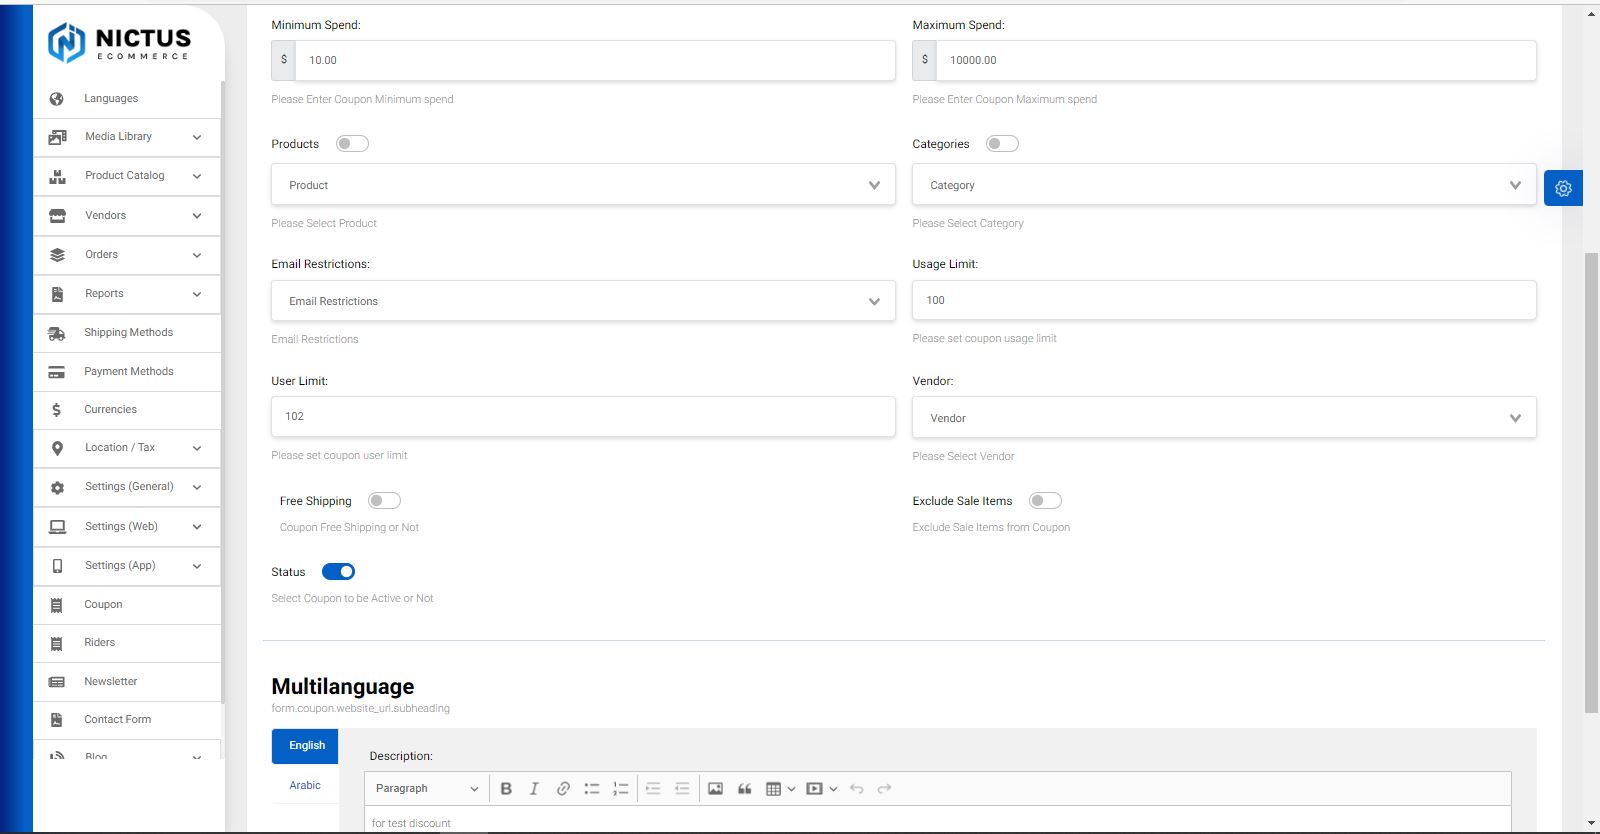 NICTUS
ECOMMERCE
Languages
Media Library
Product Catalog
Vendors
Orders
Reports
Shipping Methods
Payment Methods
Currencies
Location / Tax
Settings (General)
Settings (Web)
Settings (App)
Coupon
Riders
Newsletter
Contact Form
Blog
Minimum Spend:
$ 10.00
Please Enter Coupon Minimum spend
Maximum Spend:
$ 10000.00
Please Enter Coupon Maximum spend
Products
Product
Please Select Product
Categories
Category
Please Select Category
Email Restrictions:
Email Restrictions
Email Restrictions
Usage Limit:
100
Please set coupon usage limit
User Limit:
102
Please set coupon user limit
Vendor:
Vendor
Please Select Vendor
Free Shipping
Coupon Free Shipping or Not
Exclude Sale Items
Exclude Sale Items from Coupon
Status
Select Coupon to be Active or Not
Multilanguage
form.coupon.website_url.subheading
English
Arabic
Description:
Paragraph
for test discount